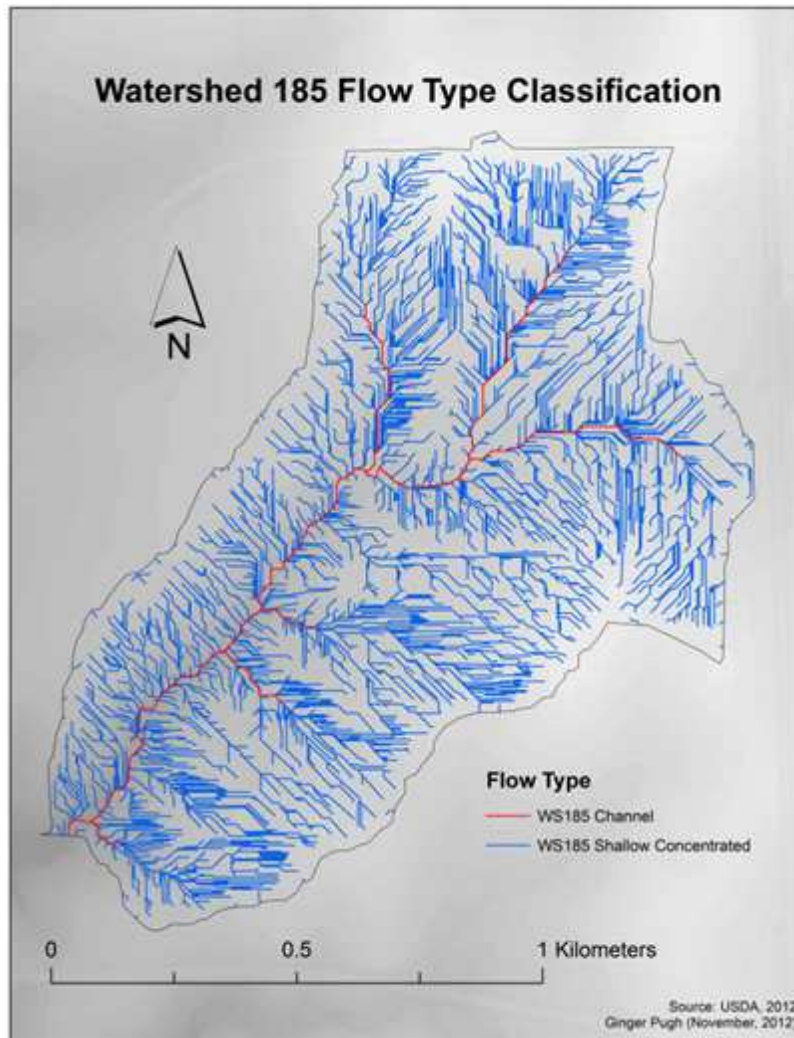 Watershed 185 Flow Type Classification
N
Flow Type
WS185 Channel
WS185 Shallow Concentrated
0 0.5 1 Kilometers
Source: USDA, 2012
Ginger Pugh (November, 2012)